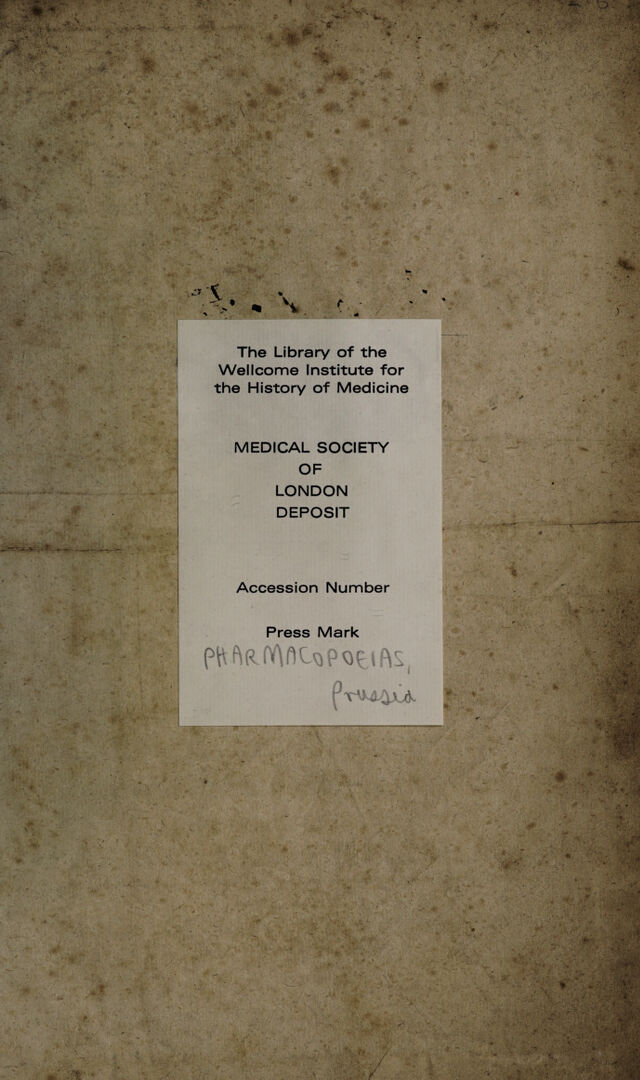 The Library of the
Wellcome Institute for
the History of Medicine
MEDICAL SOCIETY
OF
LONDON
DEPOSIT
Accession Number
Press Mark
PHARMACOPOEIAS,
Prussia